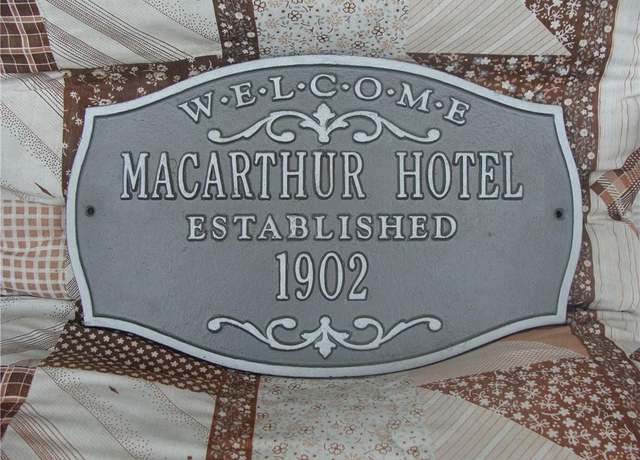 W·E·L·C·O·M·E
MACARTHUR HOTEL
ESTABLISHED
1902